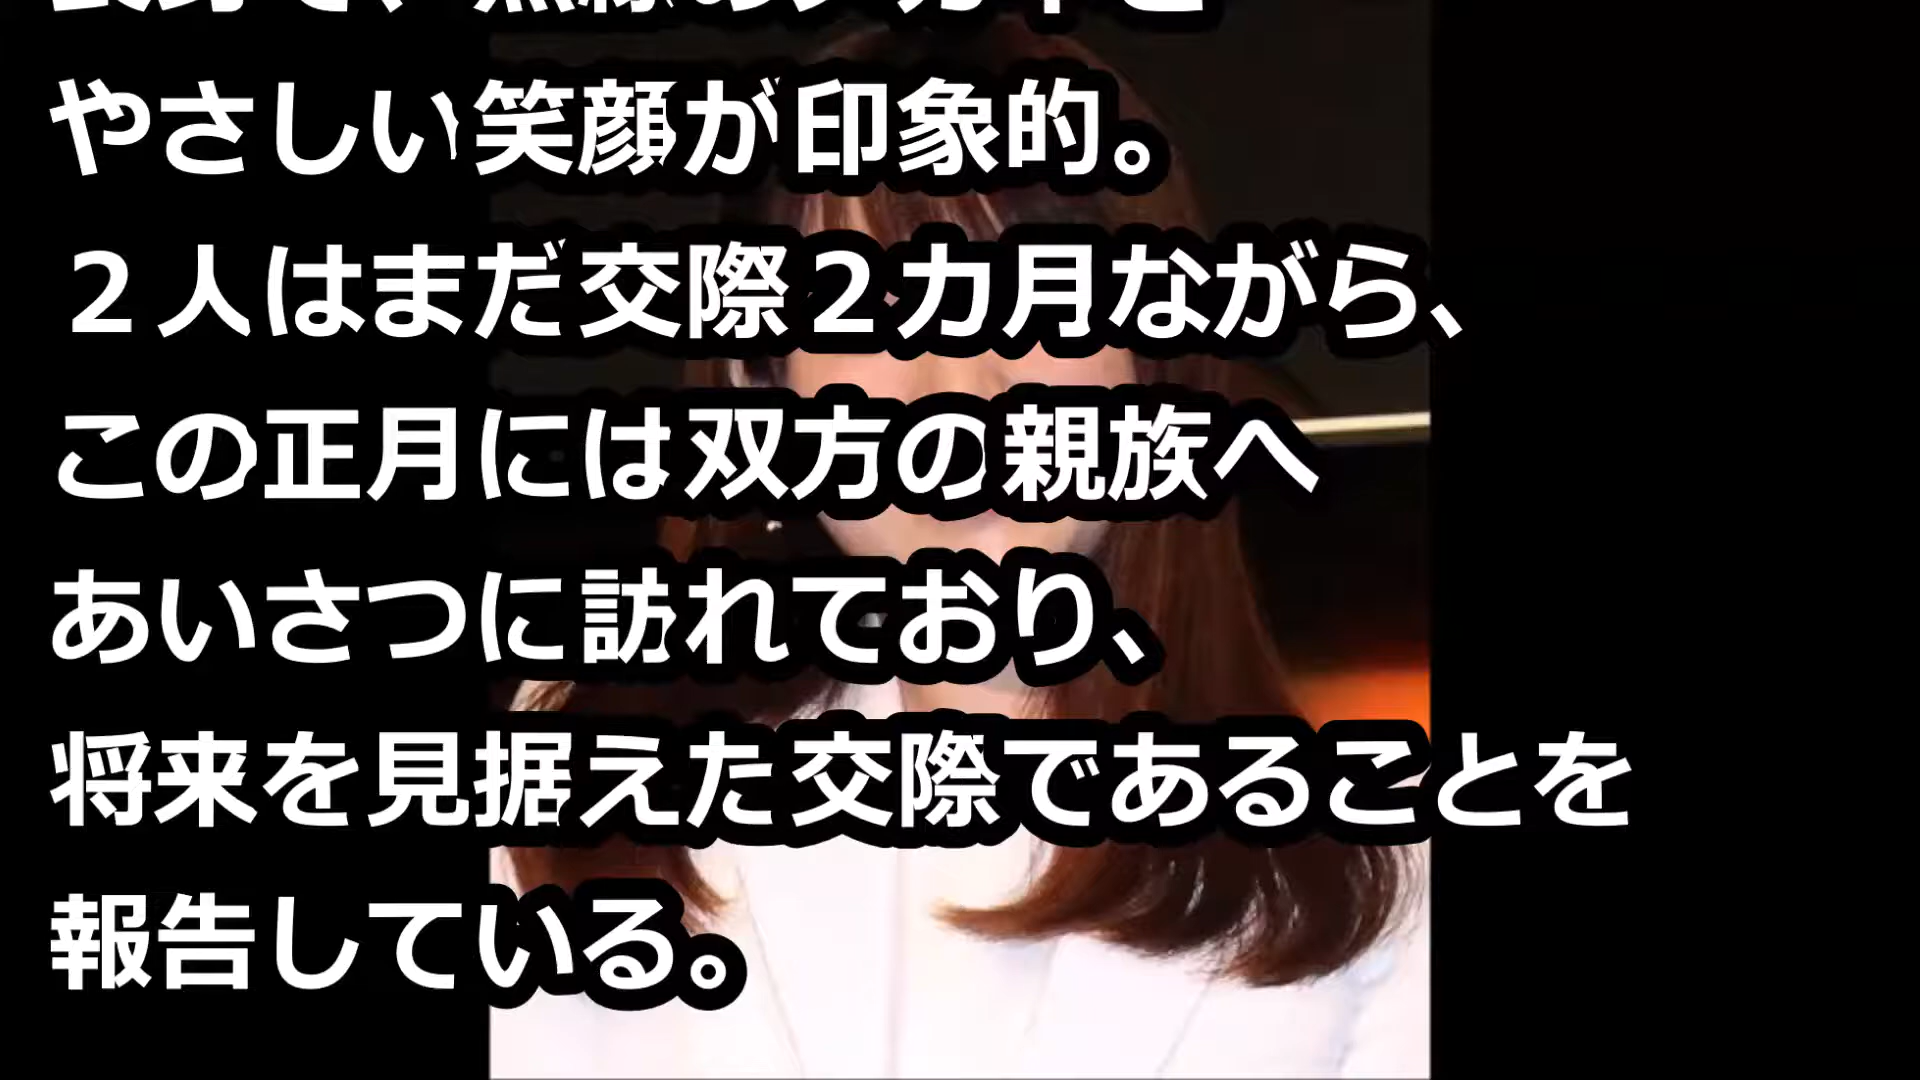 やさしい笑顔が印象的。
２人はまだ交際２カ月ながら、
この正月には双方の親族へ
あいさつに訪れており、
将来を見据えた交際であることを
報告している。